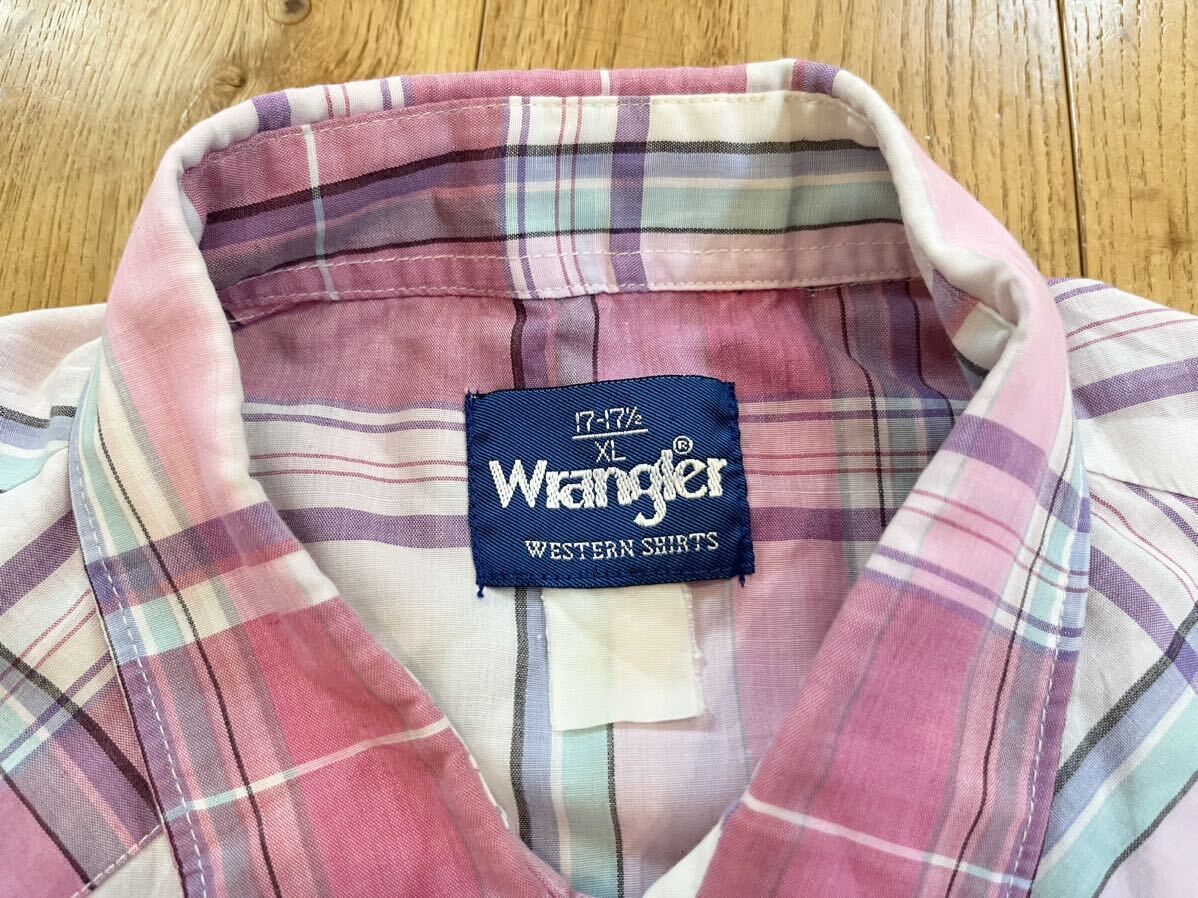 17-17½
XL
Wrangler®
WESTERN SHIRTS